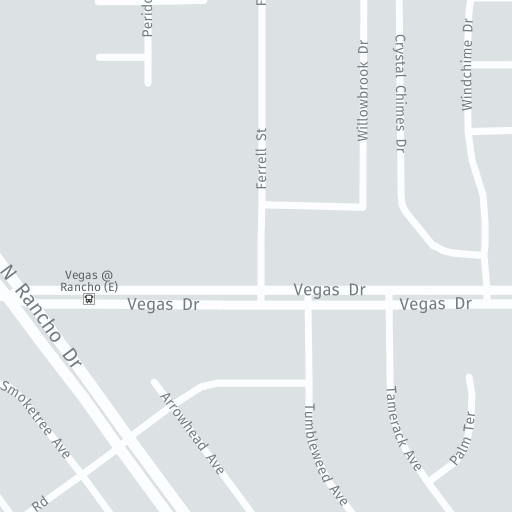 Ferrell St
Willowbrook Dr
Crystal Chimes Dr
Windchime Dr
Vegas @
Rancho (E)
N Rancho Dr
Vegas Dr
Vegas Dr
Vegas Dr
Smoketree Ave
Arrowhead Ave
Tumbleweed Ave
Tamerack Ave
Palm Ter
Rd